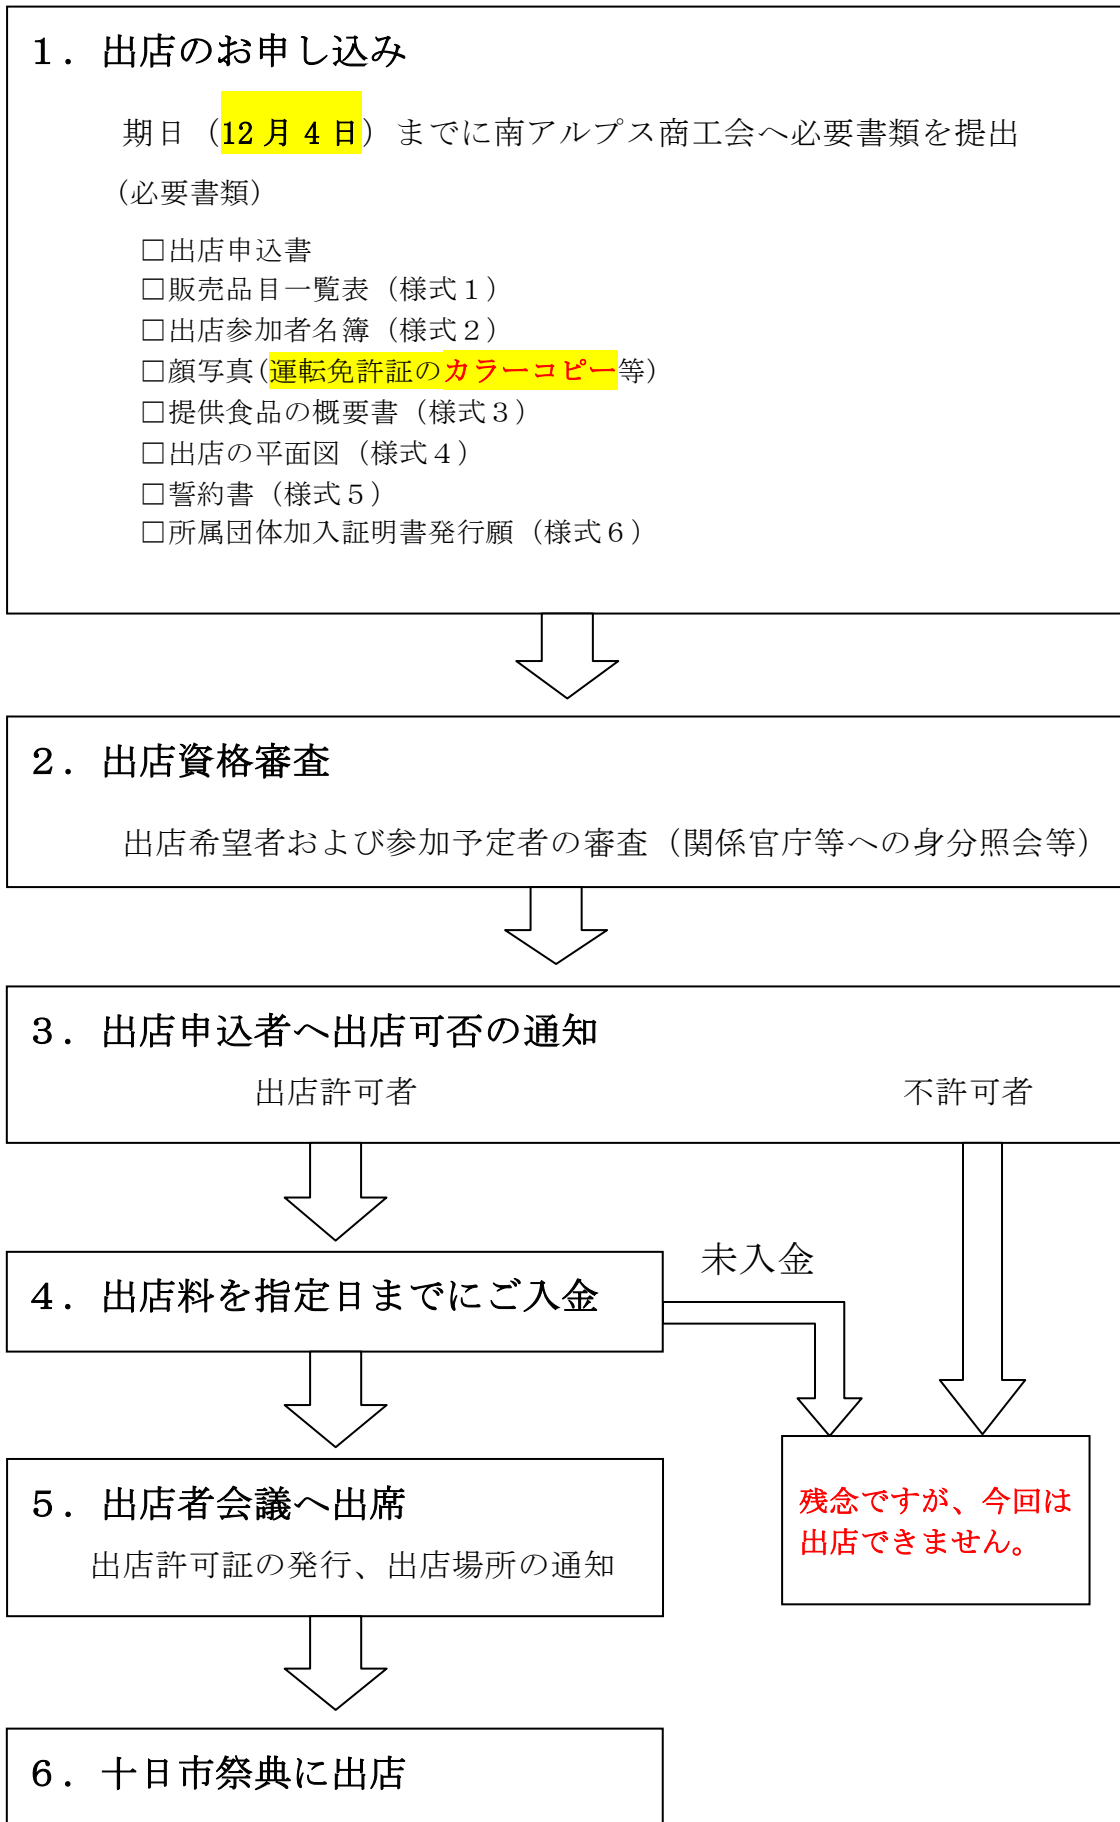 １．出店のお申し込み
期日（12月4日）までに南アルプス商工会へ必要書類を提出
（必要書類）
□出店申込書
□販売品目一覧表（様式１）
□出店参加者名簿（様式２）
□顔写真(運転免許証のカラーコピー等)
□提供食品の概要書（様式３）
□出店の平面図（様式４）
□誓約書（様式５）
□所属団体加入証明書発行願（様式６）
２．出店資格審査
出店希望者および参加予定者の審査（関係官庁等への身分照会等）
３．出店申込者へ出店可否の通知
出店許可者　不許可者
４．出店料を指定日までにご入金
未入金
５．出店者会議へ出席
出店許可証の発行、出店場所の通知
残念ですが、今回は
出店できません。
６．十日市祭典に出店